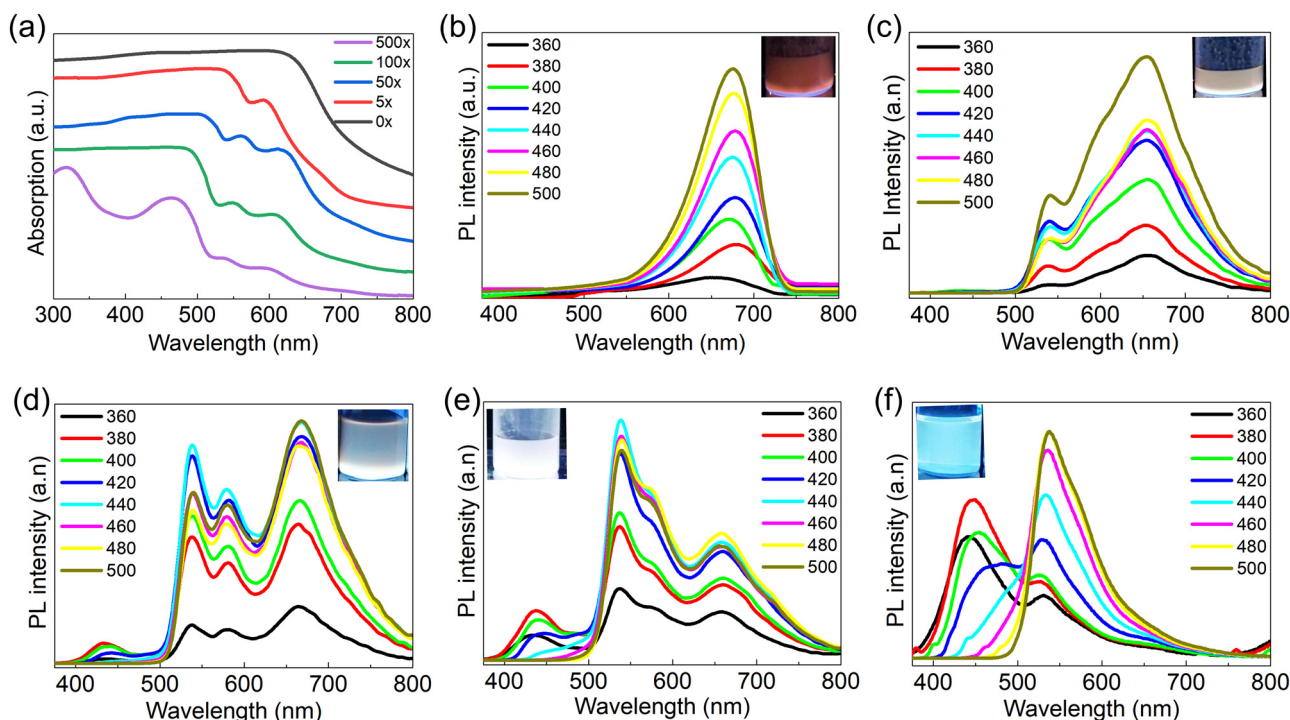 (a)
Absorption (a.u.)
500x
100x
50x
5x
0x
300 400 500 600 700 800
Wavelength (nm)
(b)
PL intensity (a.u.)
360
380
400
420
440
460
480
500
400 500 600 700 800
Wavelength (nm)
(c)
PL Intensity (a.n)
360
380
400
420
440
460
480
500
400 500 600 700 800
Wavelength (nm)
(d)
PL intensity (a.n)
360
380
400
420
440
460
480
500
400 500 600 700 800
Wavelength (nm)
(e)
PL intensity (a.n)
360
380
400
420
440
460
480
500
400 500 600 700 800
Wavelength (nm)
(f)
PL intensity (a.n)
360
380
400
420
440
460
480
500
400 500 600 700 800
Wavelength (nm)